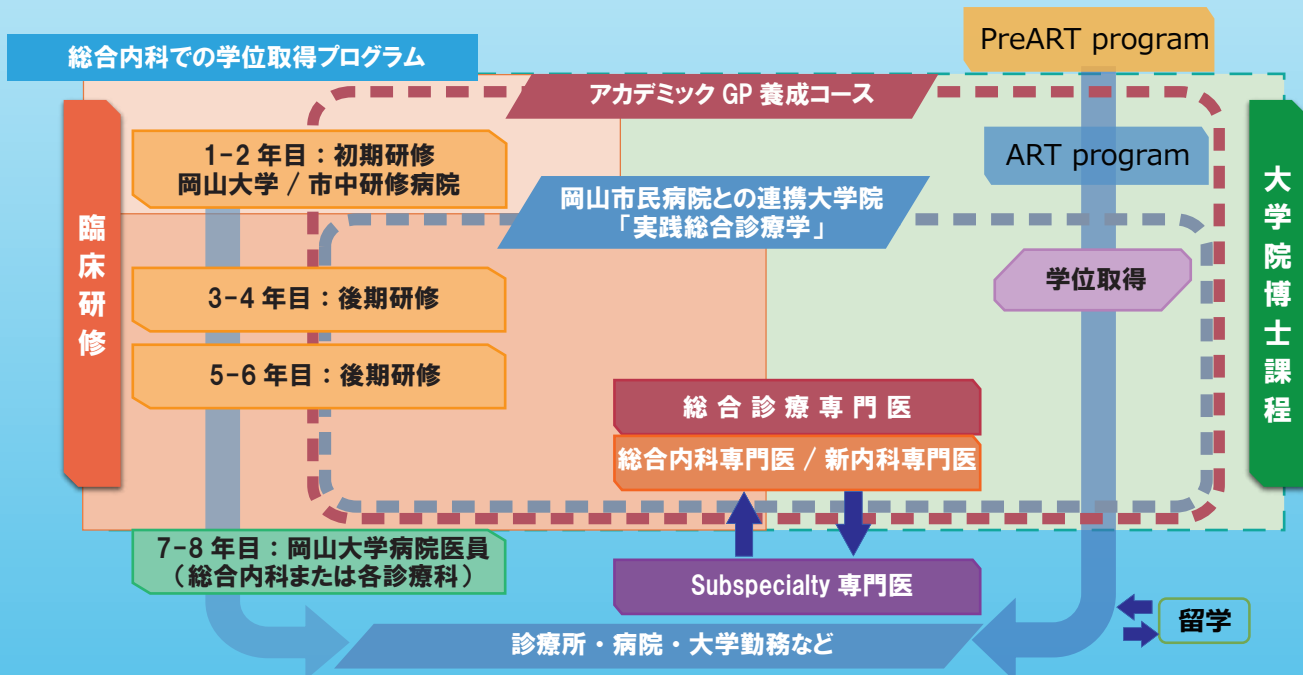 PreART program
総合内科での学位取得プログラム
アカデミック GP 養成コース
1-2 年目：初期研修
岡山大学 / 市中研修病院
ART program
岡山市民病院との連携大学院
「実践総合診療学」
臨床研修
大学院博士課程
学位取得
3-4 年目：後期研修
5-6 年目：後期研修
総合診療専門医
総合内科専門医 / 新内科専門医
7-8 年目：岡山大学病院医員
（総合内科または各診療科）
Subspecialty 専門医
留学
診療所・病院・大学勤務など